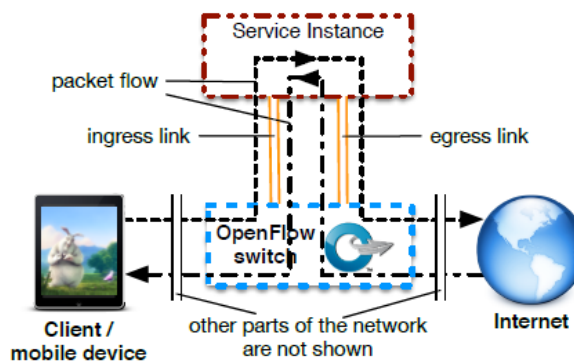 Service Instance
packet flow
ingress link
egress link
OpenFlow
switch
TM
Client /
mobile device
other parts of the network
are not shown
Internet